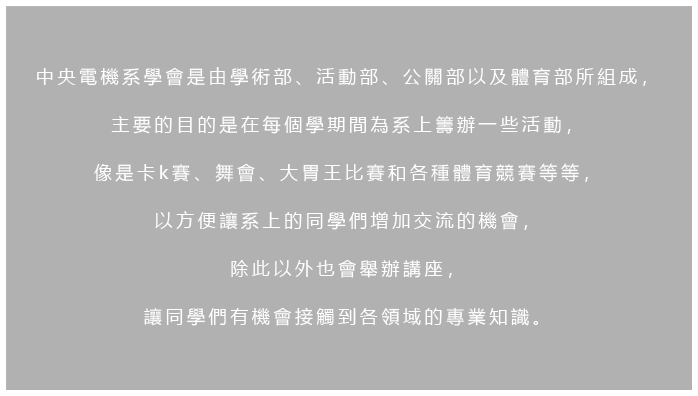 中央電機系學會是由學術部、活動部、公關部以及體育部所組成，
主要的目的是在每個學期間為系上籌辦一些活動，
像是卡k賽、舞會、大胃王比賽和各種體育競賽等等，
以方便讓系上的同學們增加交流的機會，
除此以外也會舉辦講座，
讓同學們有機會接觸到各領域的專業知識。